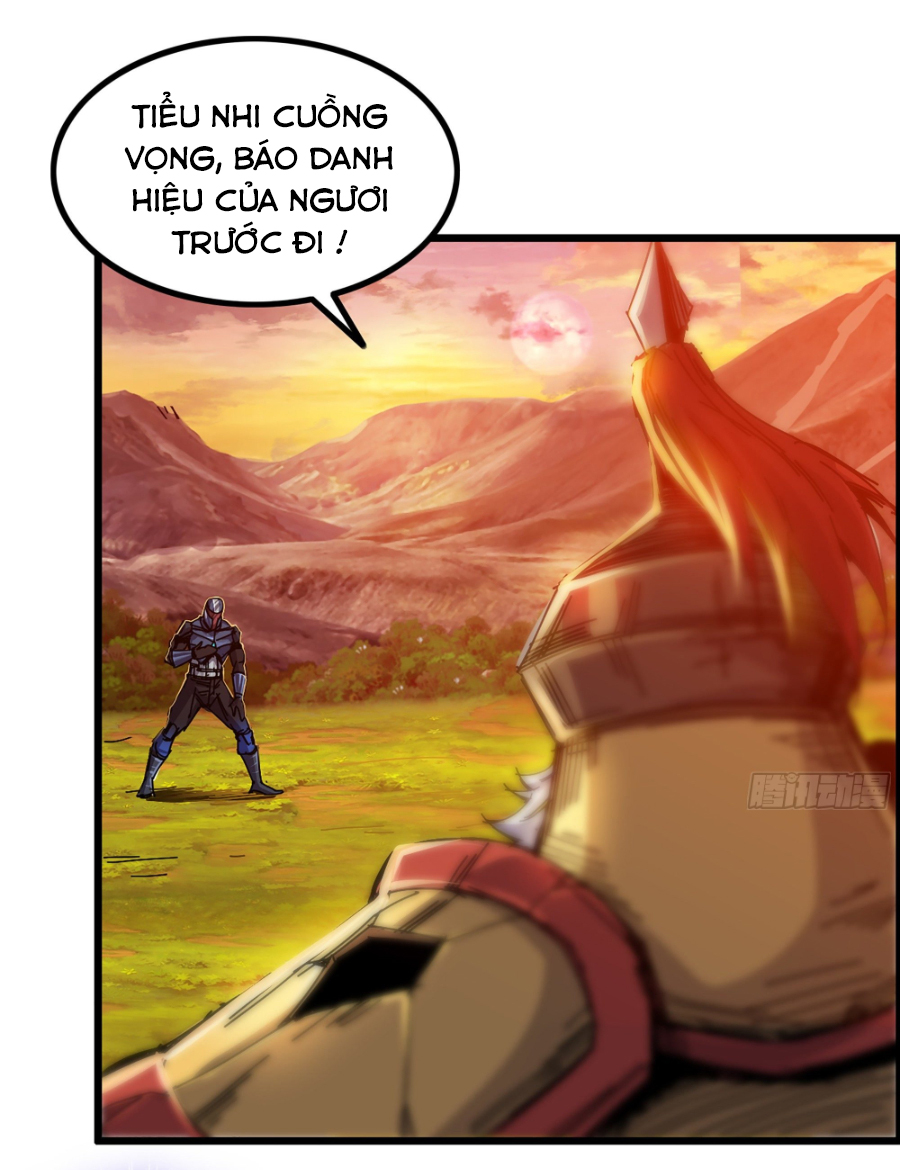 TIỂU NHI CUỒNG
VỌNG, BÁO DANH
HIỆU CỦA NGƯƠI
TRƯỚC ĐI !
腾讯动漫